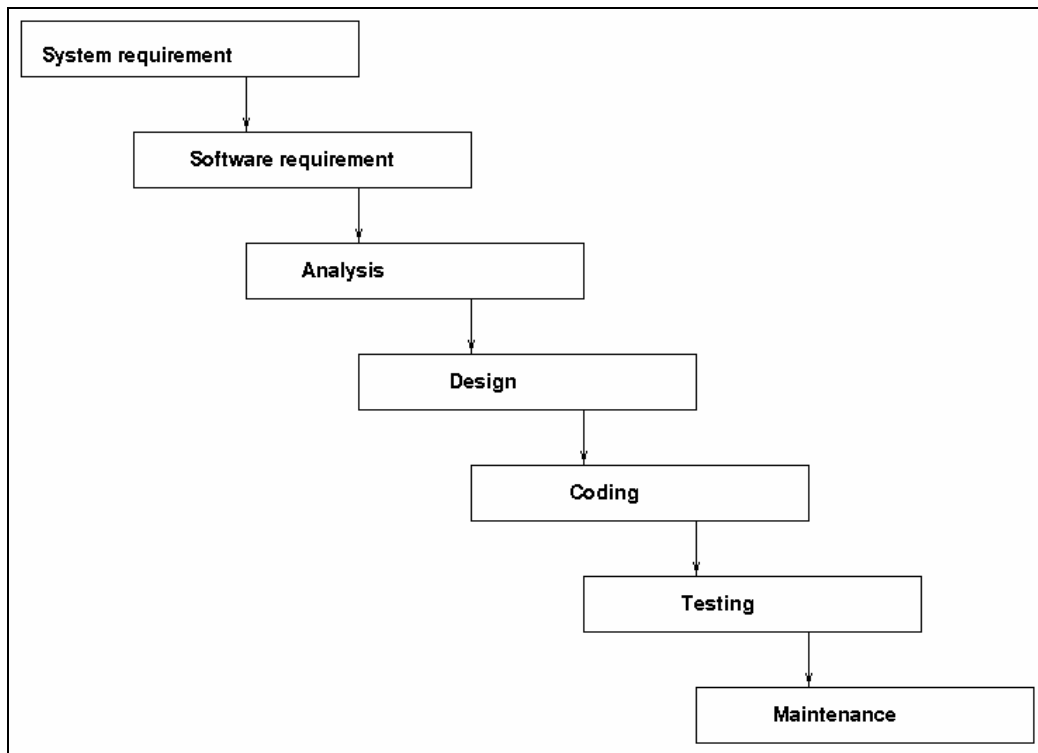 System requirement
Software requirement
Analysis
Design
Coding
Testing
Maintenance